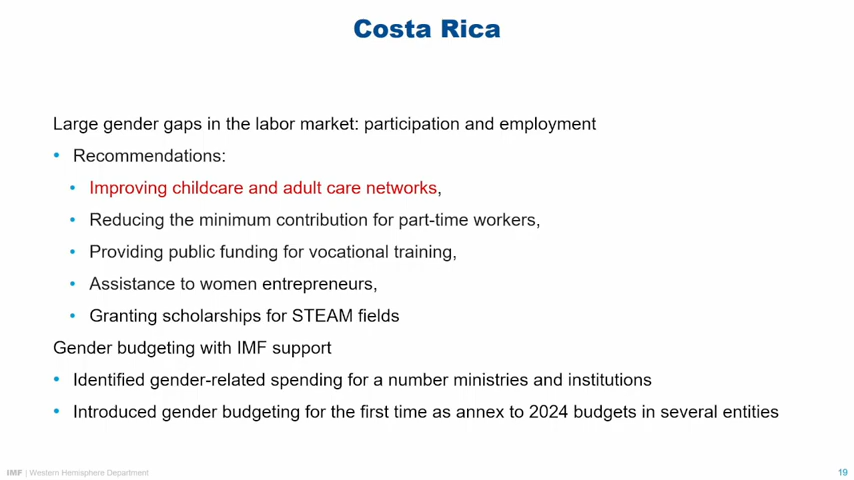 Costa Rica
Large gender gaps in the labor market: participation and employment
• Recommendations:
• Improving childcare and adult care networks,
• Reducing the minimum contribution for part-time workers,
• Providing public funding for vocational training,
• Assistance to women entrepreneurs,
• Granting scholarships for STEAM fields
Gender budgeting with IMF support
• Identified gender-related spending for a number ministries and institutions
• Introduced gender budgeting for the first time as annex to 2024 budgets in several entities
IMF | Western Hemisphere Department
19